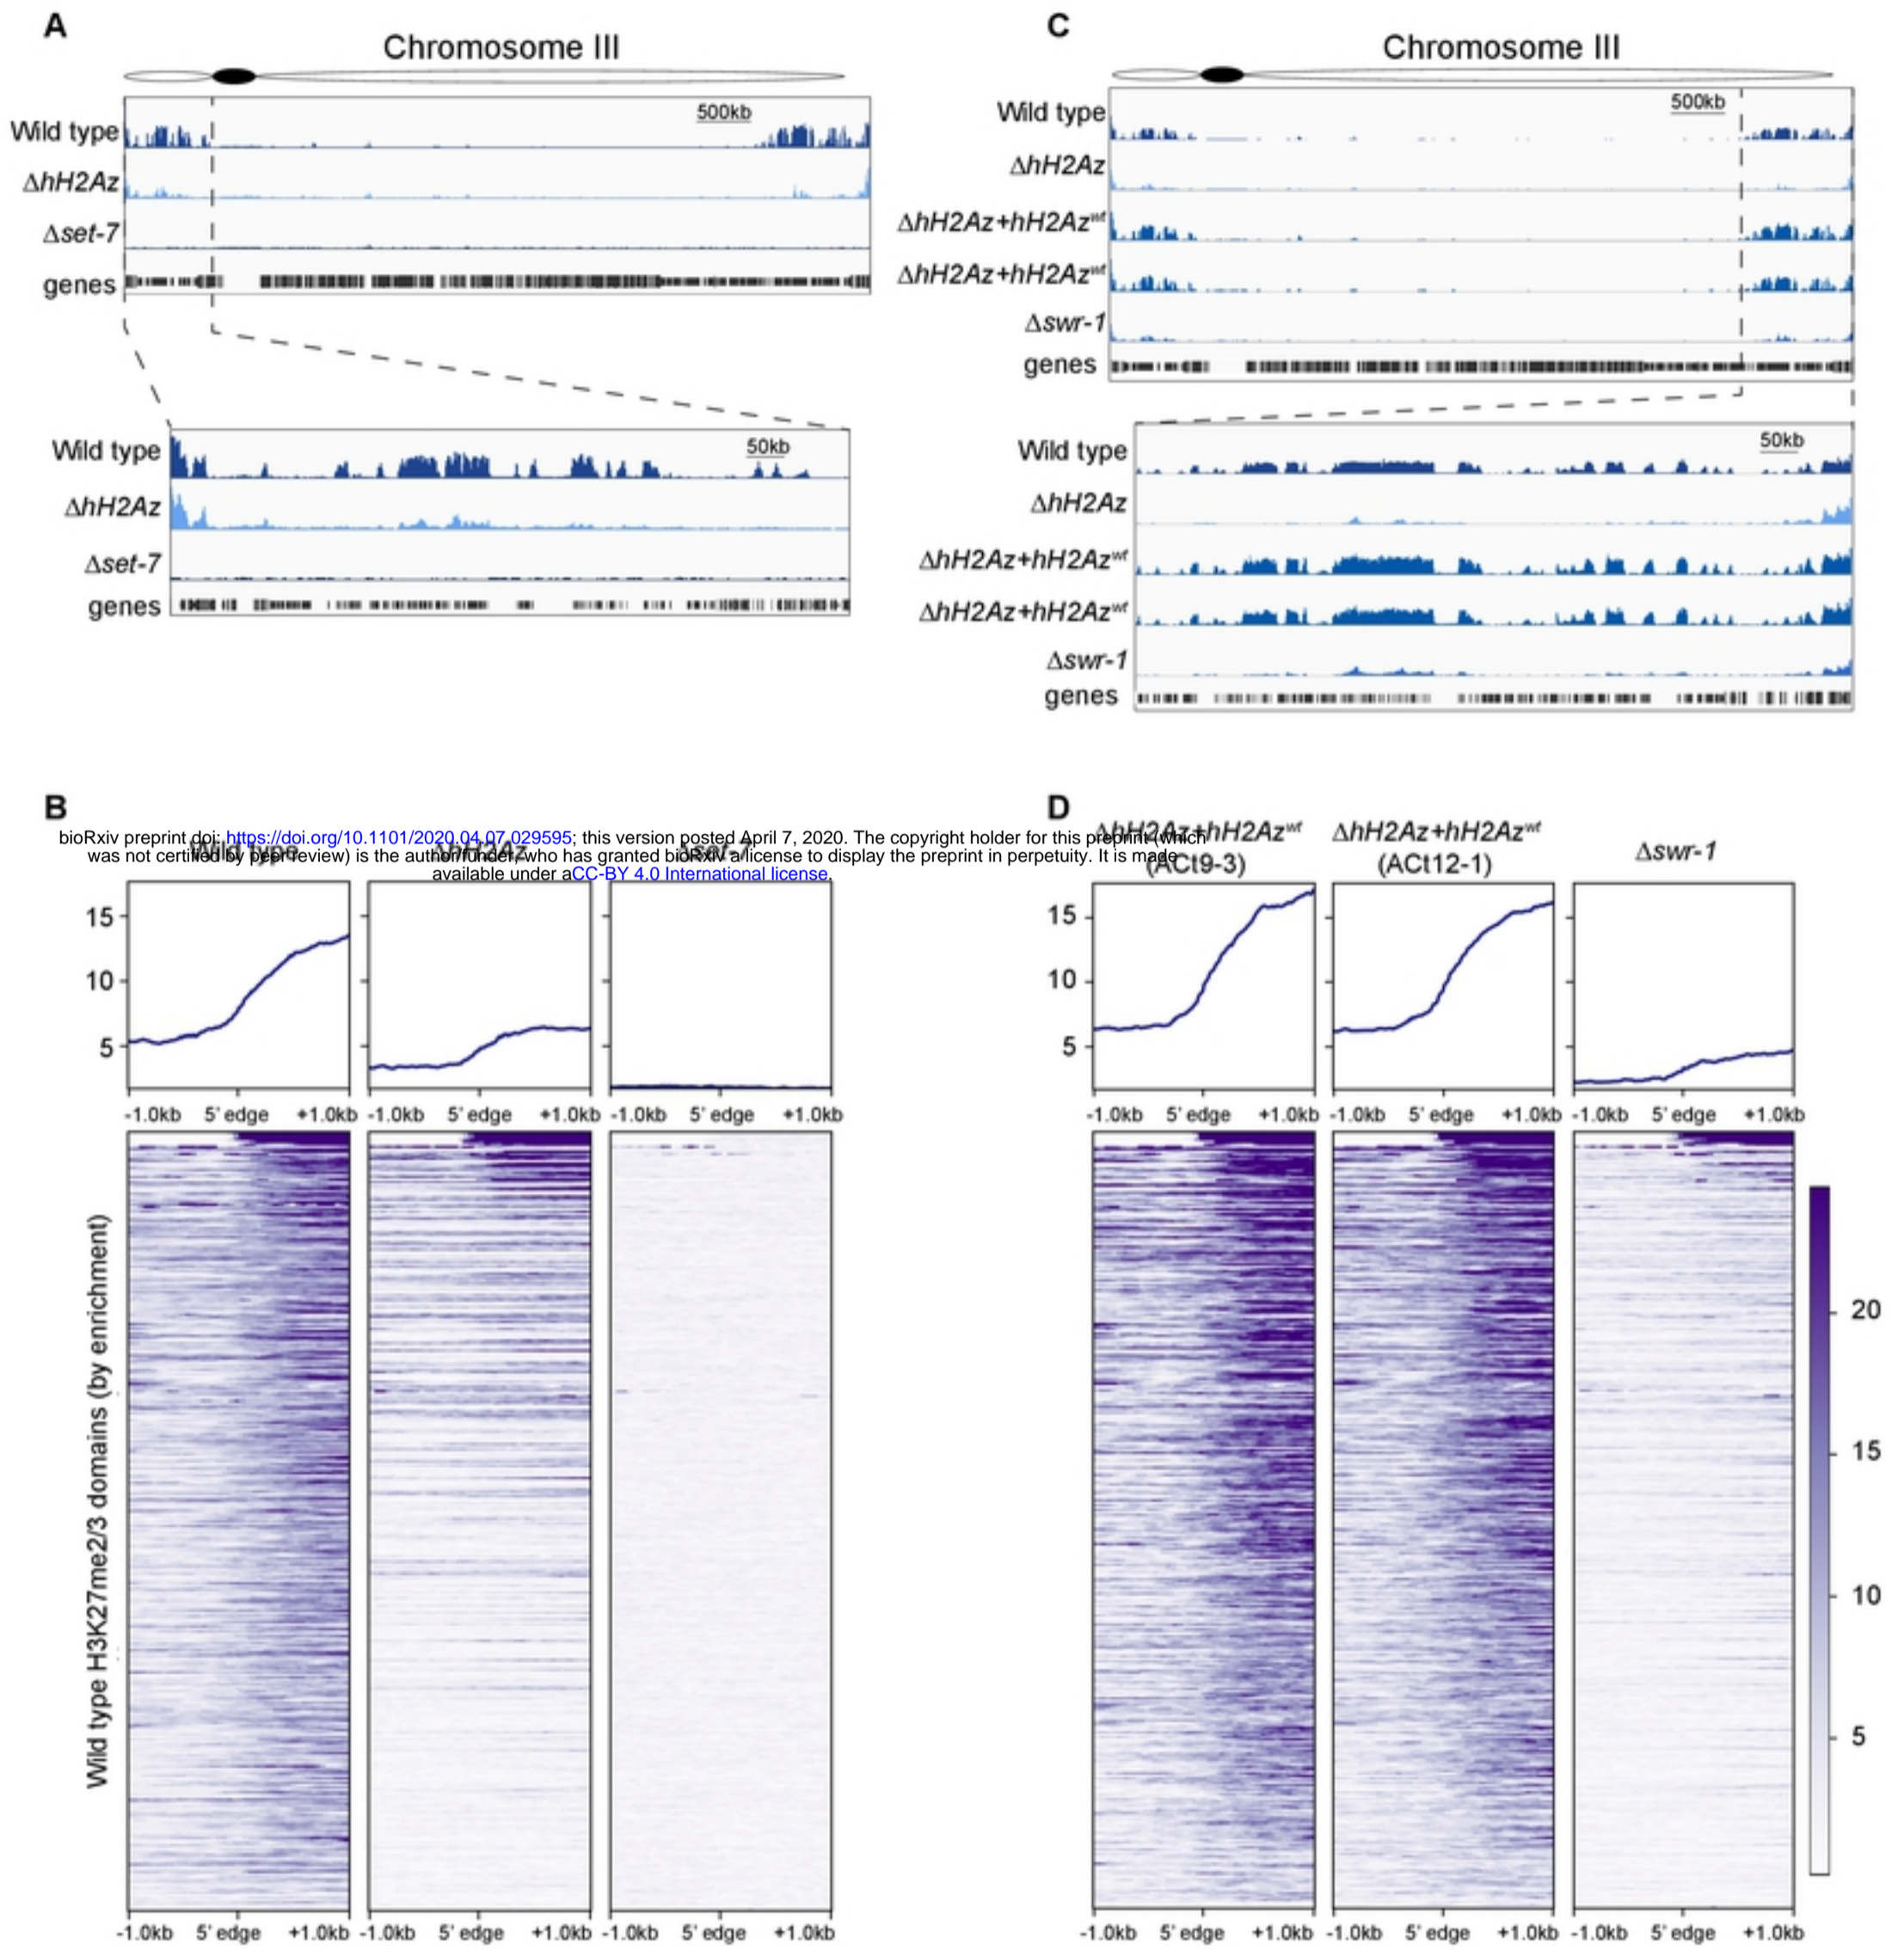 A
Chromosome III
500kb
Wild type
ΔhH2Az
Δset-7
genes
Wild type
50kb
ΔhH2Az
Δset-7
genes
C
Chromosome III
500kb
Wild type
ΔhH2Az
ΔhH2Az+hH2Azwt
ΔhH2Az+hH2Azwt
Δswr-1
genes
Wild type
50kb
ΔhH2Az
ΔhH2Az+hH2Azwt
ΔhH2Az+hH2Azwt
Δswr-1
genes
B
bioRxiv preprint doi: https://doi.org/10.1101/2020.04.07.029595; this version posted April 7, 2020. The copyright holder for this preprint (which
was not certified by peer review) is the author/funder, who has granted bioRxiv a license to display the preprint in perpetuity. It is made
available under aCC-BY 4.0 International license.
Wild type
ΔhH2Az
Δset-7
15
10
5
-1.0kb 5' edge +1.0kb -1.0kb 5' edge +1.0kb -1.0kb 5' edge +1.0kb
Wild type H3K27me2/3 domains (by enrichment)
-1.0kb 5' edge +1.0kb -1.0kb 5' edge +1.0kb -1.0kb 5' edge +1.0kb
D
ΔhH2Az+hH2Azwt
(ACt9-3)
ΔhH2Az+hH2Azwt
(ACt12-1)
Δswr-1
15
10
5
-1.0kb 5' edge +1.0kb -1.0kb 5' edge +1.0kb -1.0kb 5' edge +1.0kb
20
15
10
5
-1.0kb 5' edge +1.0kb -1.0kb 5' edge +1.0kb -1.0kb 5' edge +1.0kb